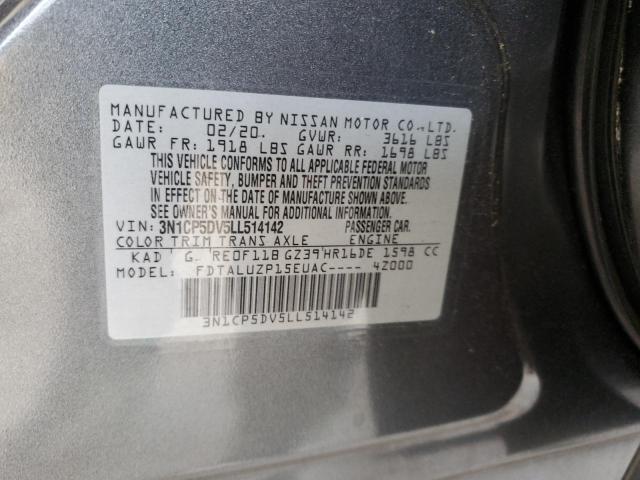 MANUFACTURED BY NISSAN MOTOR CO.,LTD.
DATE: 02/20. GVWR: 3616 LBS
GAWR FR: 1918 LBS GAWR RR: 1698 LBS
THIS VEHICLE CONFORMS TO ALL APPLICABLE FEDERAL MOTOR
VEHICLE SAFETY, BUMPER AND THEFT PREVENTION STANDARDS
IN EFFECT ON THE DATE OF MANUFACTURE SHOWN ABOVE.
SEE OWNER'S MANUAL FOR ADDITIONAL INFORMATION.
VIN: 3N1CP5DV5LL514142 PASSENGER CAR.
COLOR TRIM TRANS AXLE ENGINE
KAD G. RE0F11B GZ39 HR16DE 1598 CC
MODEL: FDTALUZP15EUAC---- 4Z000
3N1CP5DV5LL514142